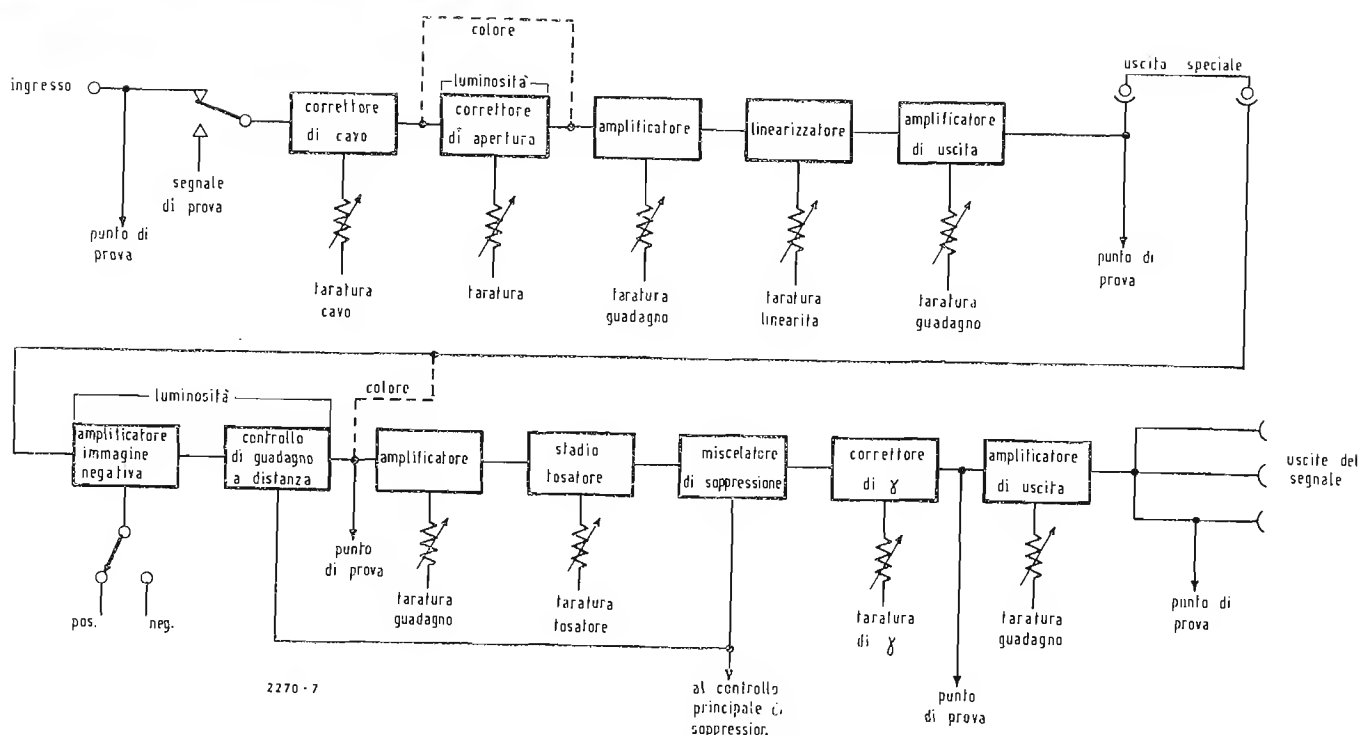 colore
uscita speciale
ingresso
luminosità
correttore
di cavo
correttore
di apertura
amplificatore
linearizzatore
amplificatore
di uscita
segnale
di prova
punto di
prova
taratura
cavo
taratura
taratura
guadagno
taratura
linearita
taratura
guadagno
punto di
prova
luminosità
colore
amplificatore
immagine
negativa
controllo
di guadagno
a distanza
amplificatore
stadio
tosatore
miscelatore
di soppressione
correttore
di γ
amplificatore
di uscita
uscite del
segnale
pos.
neg.
punto
di prova
taratura
guadagno
taratura
tosatore
taratura
di γ
taratura
guadagno
punto di
prova
2270-7
al controllo
principale di
soppression.
punto
di prova